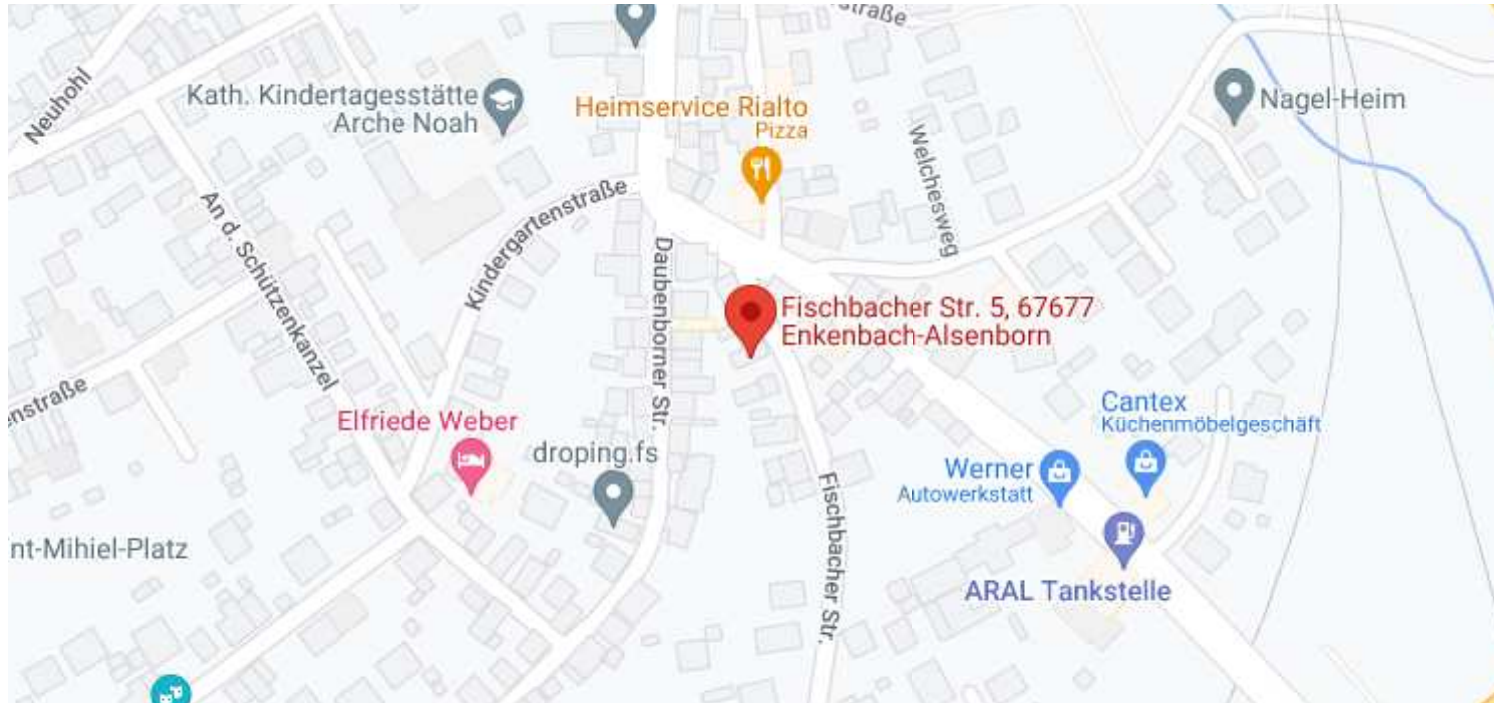 straße
Neuhohl
Kath. Kindertagesstätte
Arche Noah
Heimservice Rialto
Pizza
Nagel-Heim
Welchesweg
Kindergartenstraße
An d. Schützenkanzel
Daubenborner Str.
Fischbacher Str. 5, 67677
Enkenbach-Alsenborn
enstraße
Elfriede Weber
droping.fs
Cantex
Küchenmöbelgeschäft
Werner
Autowerkstatt
Fischbacher Str.
nt-Mihiel-Platz
ARAL Tankstelle